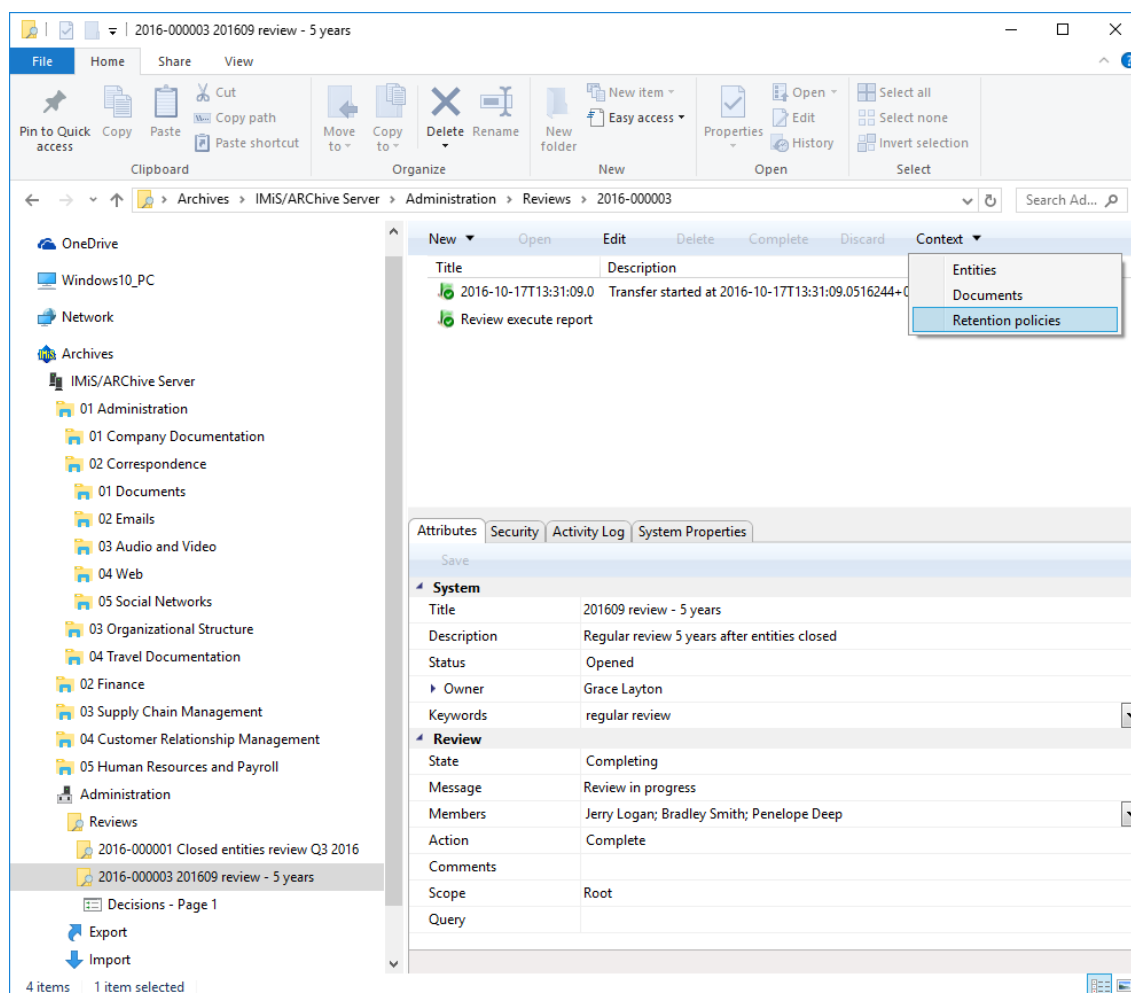 2016-000003 201609 review - 5 years
File Home Share View
Pin to Quick access
Copy
Paste
Cut
Copy path
Paste shortcut
Clipboard
Move to
Copy to
Delete
Rename
Organize
New folder
New item
Easy access
New
Properties
Open
Edit
History
Open
Select all
Select none
Invert selection
Select
Archives > IMiS/ARChive Server > Administration > Reviews > 2016-000003
Search Ad...
OneDrive
Windows10_PC
Network
Archives
IMiS/ARChive Server
01 Administration
01 Company Documentation
02 Correspondence
01 Documents
02 Emails
03 Audio and Video
04 Web
05 Social Networks
03 Organizational Structure
04 Travel Documentation
02 Finance
03 Supply Chain Management
04 Customer Relationship Management
05 Human Resources and Payroll
Administration
Reviews
2016-000001 Closed entities review Q3 2016
2016-000003 201609 review - 5 years
Decisions - Page 1
Export
Import
New Open Edit Delete Complete Discard Context
Title Description
2016-10-17T13:31:09.0 Transfer started at 2016-10-17T13:31:09.0516244+0
Review execute report
Entities
Documents
Retention policies
Attributes Security Activity Log System Properties
Save
System
Title 201609 review - 5 years
Description Regular review 5 years after entities closed
Status Opened
Owner Grace Layton
Keywords regular review
Review
State Completing
Message Review in progress
Members Jerry Logan; Bradley Smith; Penelope Deep
Action Complete
Comments
Scope Root
Query
4 items 1 item selected